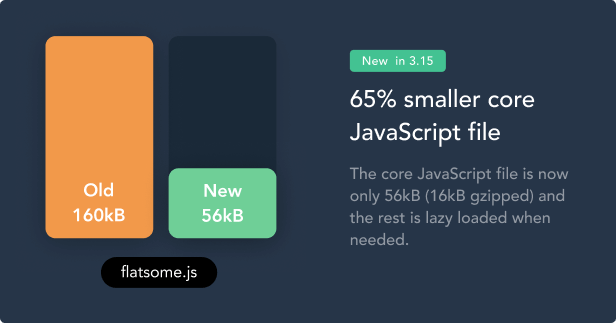 Old
160kB
New
56kB
flatsome.js
New in 3.15
65% smaller core
JavaScript file
The core JavaScript file is now
only 56kB (16kB gzipped) and
the rest is lazy loaded when
needed.